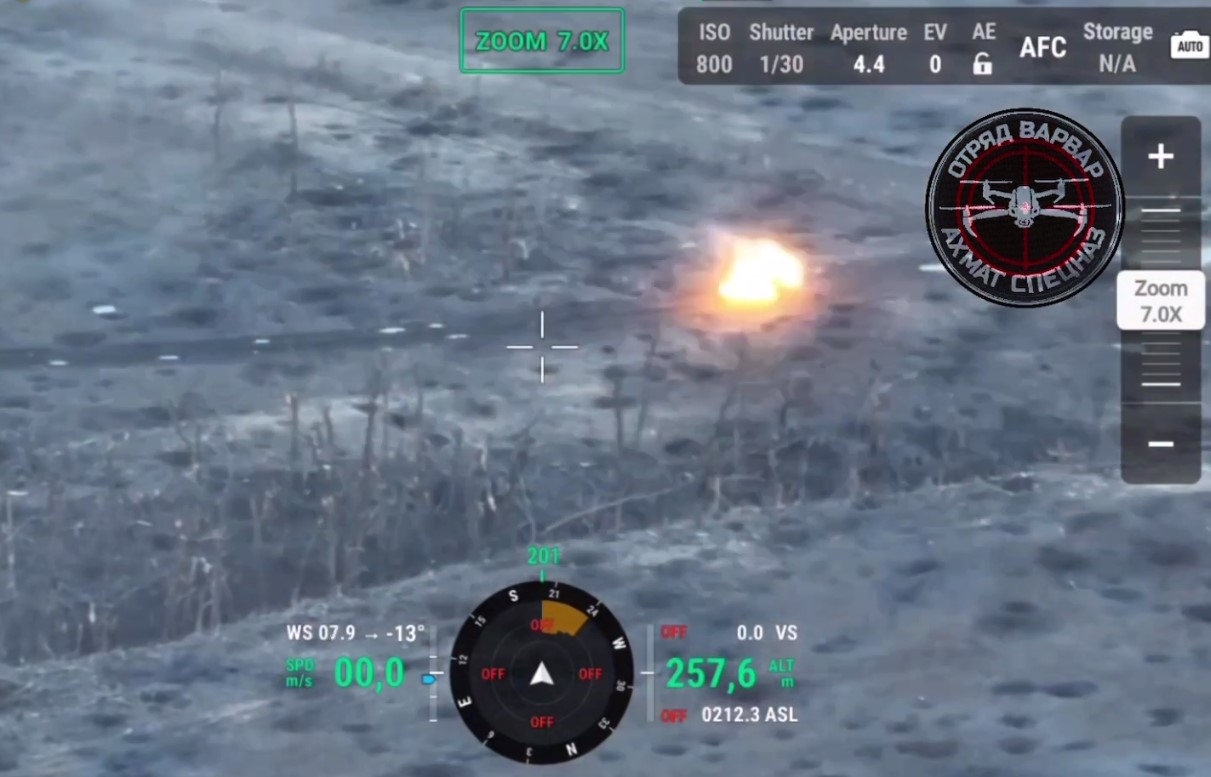 ZOOM 7.0X
ISO Shutter Aperture EV AE AFC Storage AUTO
800 1/30 4.4 0 N/A
ОТРЯД ВАРВАР
АХМАТ СПЕЦНАЗ
+
Zoom
7.0X
−
201
S 21 24 W 30 33 N 3 6 E 12 15
OFF
OFF OFF
OFF
WS 07.9 → -13°
SPD m/s 00,0
OFF 0.0 VS
257,6 ALT m
OFF 0212.3 ASL